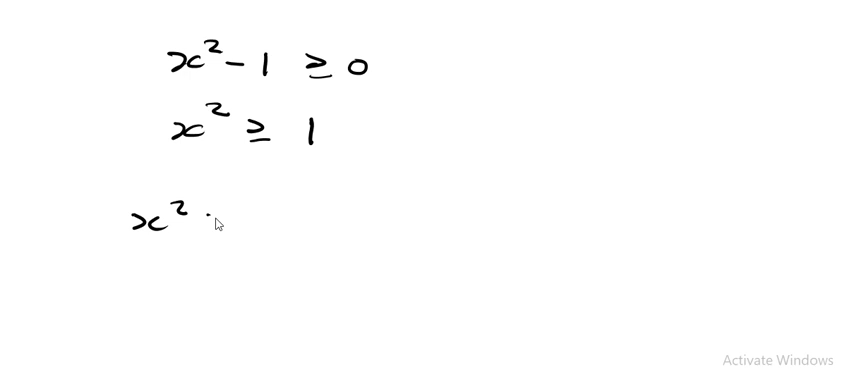 x² - 1 ≥ 0
x² ≥ 1
x²
Activate Windows